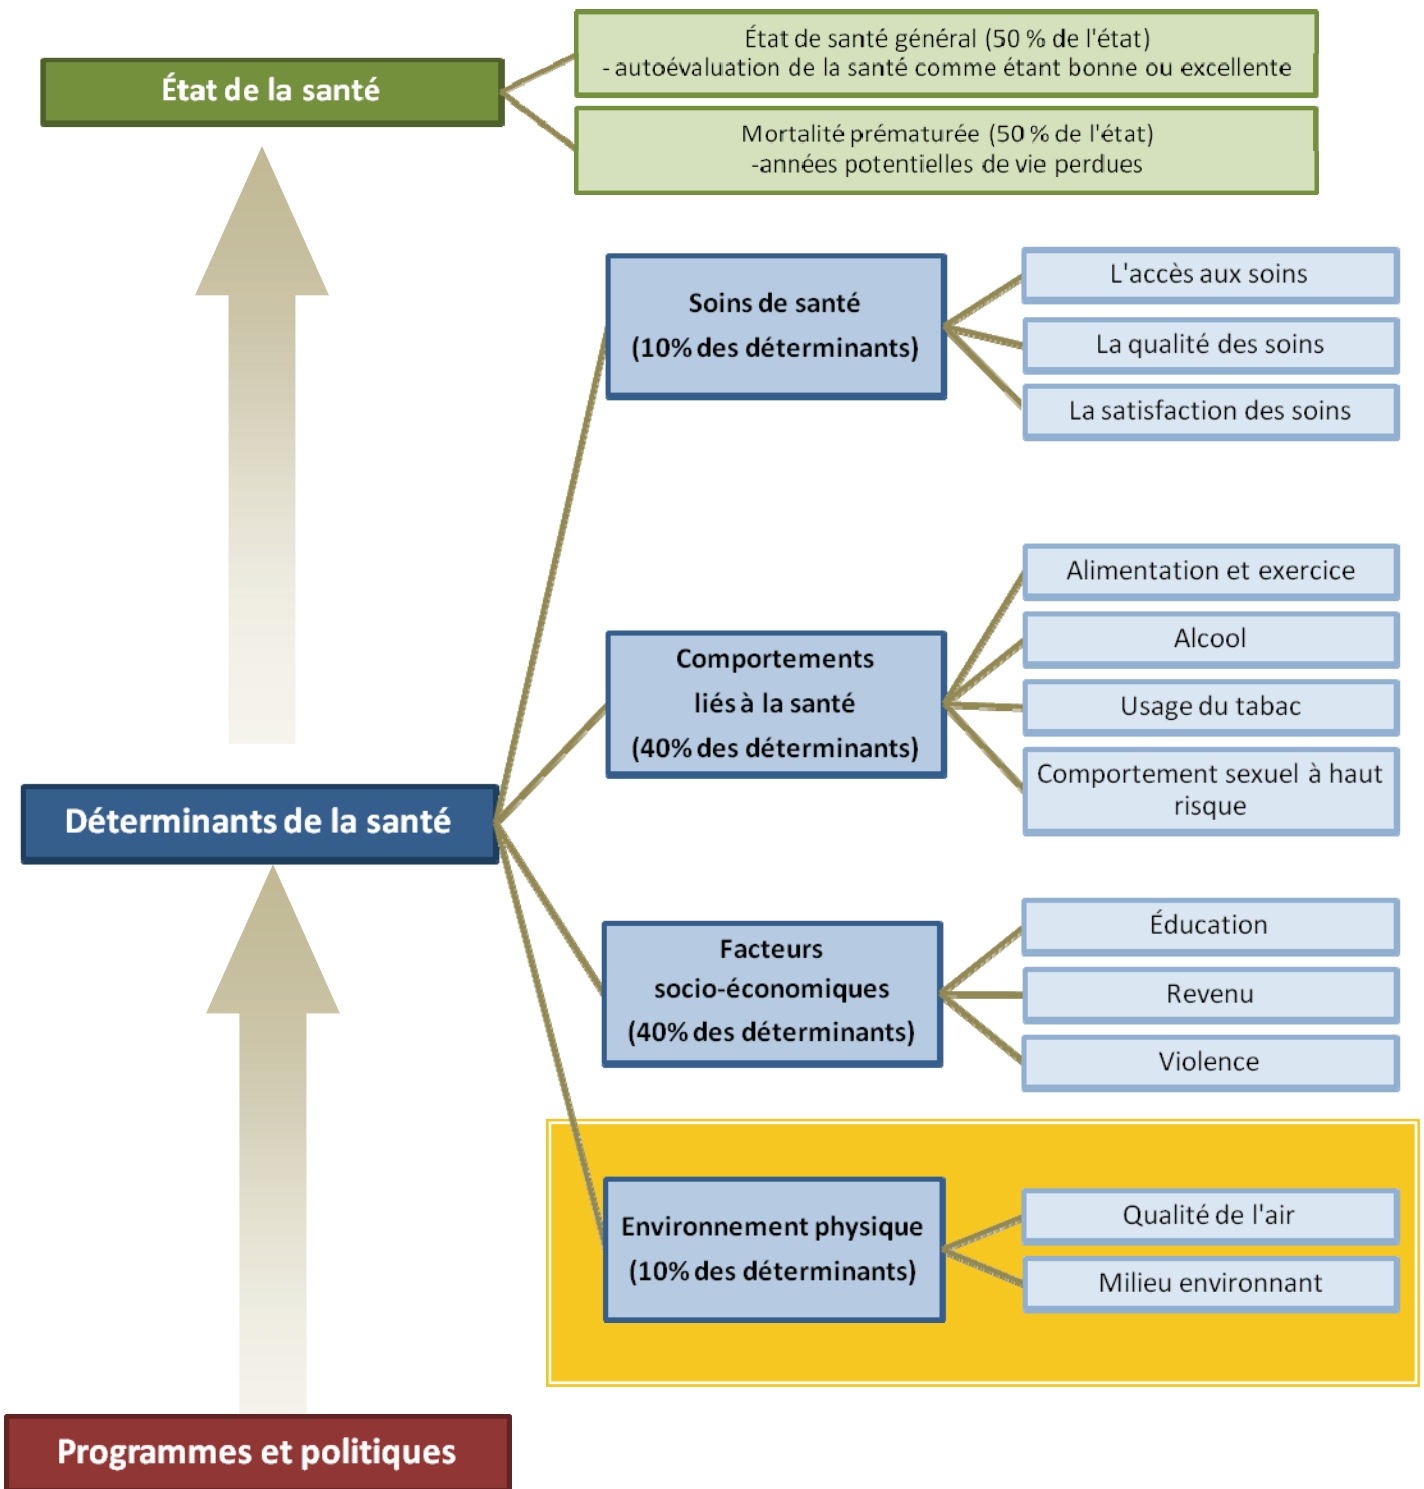 État de la santé
État de santé général (50 % de l'état)
- autoévaluation de la santé comme étant bonne ou excellente
Mortalité prématurée (50 % de l'état)
-années potentielles de vie perdues
Soins de santé
(10% des déterminants)
L'accès aux soins
La qualité des soins
La satisfaction des soins
Déterminants de la santé
Comportements
liés à la santé
(40% des déterminants)
Alimentation et exercice
Alcool
Usage du tabac
Comportement sexuel à haut
risque
Facteurs
socio-économiques
(40% des déterminants)
Éducation
Revenu
Violence
Environnement physique
(10% des déterminants)
Qualité de l'air
Milieu environnant
Programmes et politiques